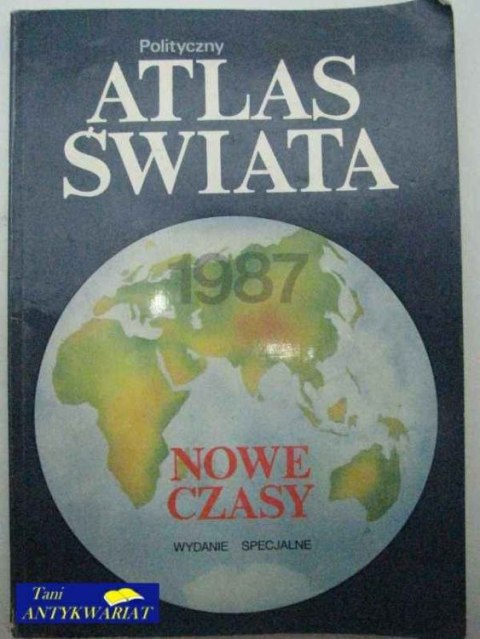 Polityczny
ATLAS
ŚWIATA
1987
NOWE
CZASY
WYDANIE SPECJALNE
Tani
ANTYKWARIAT